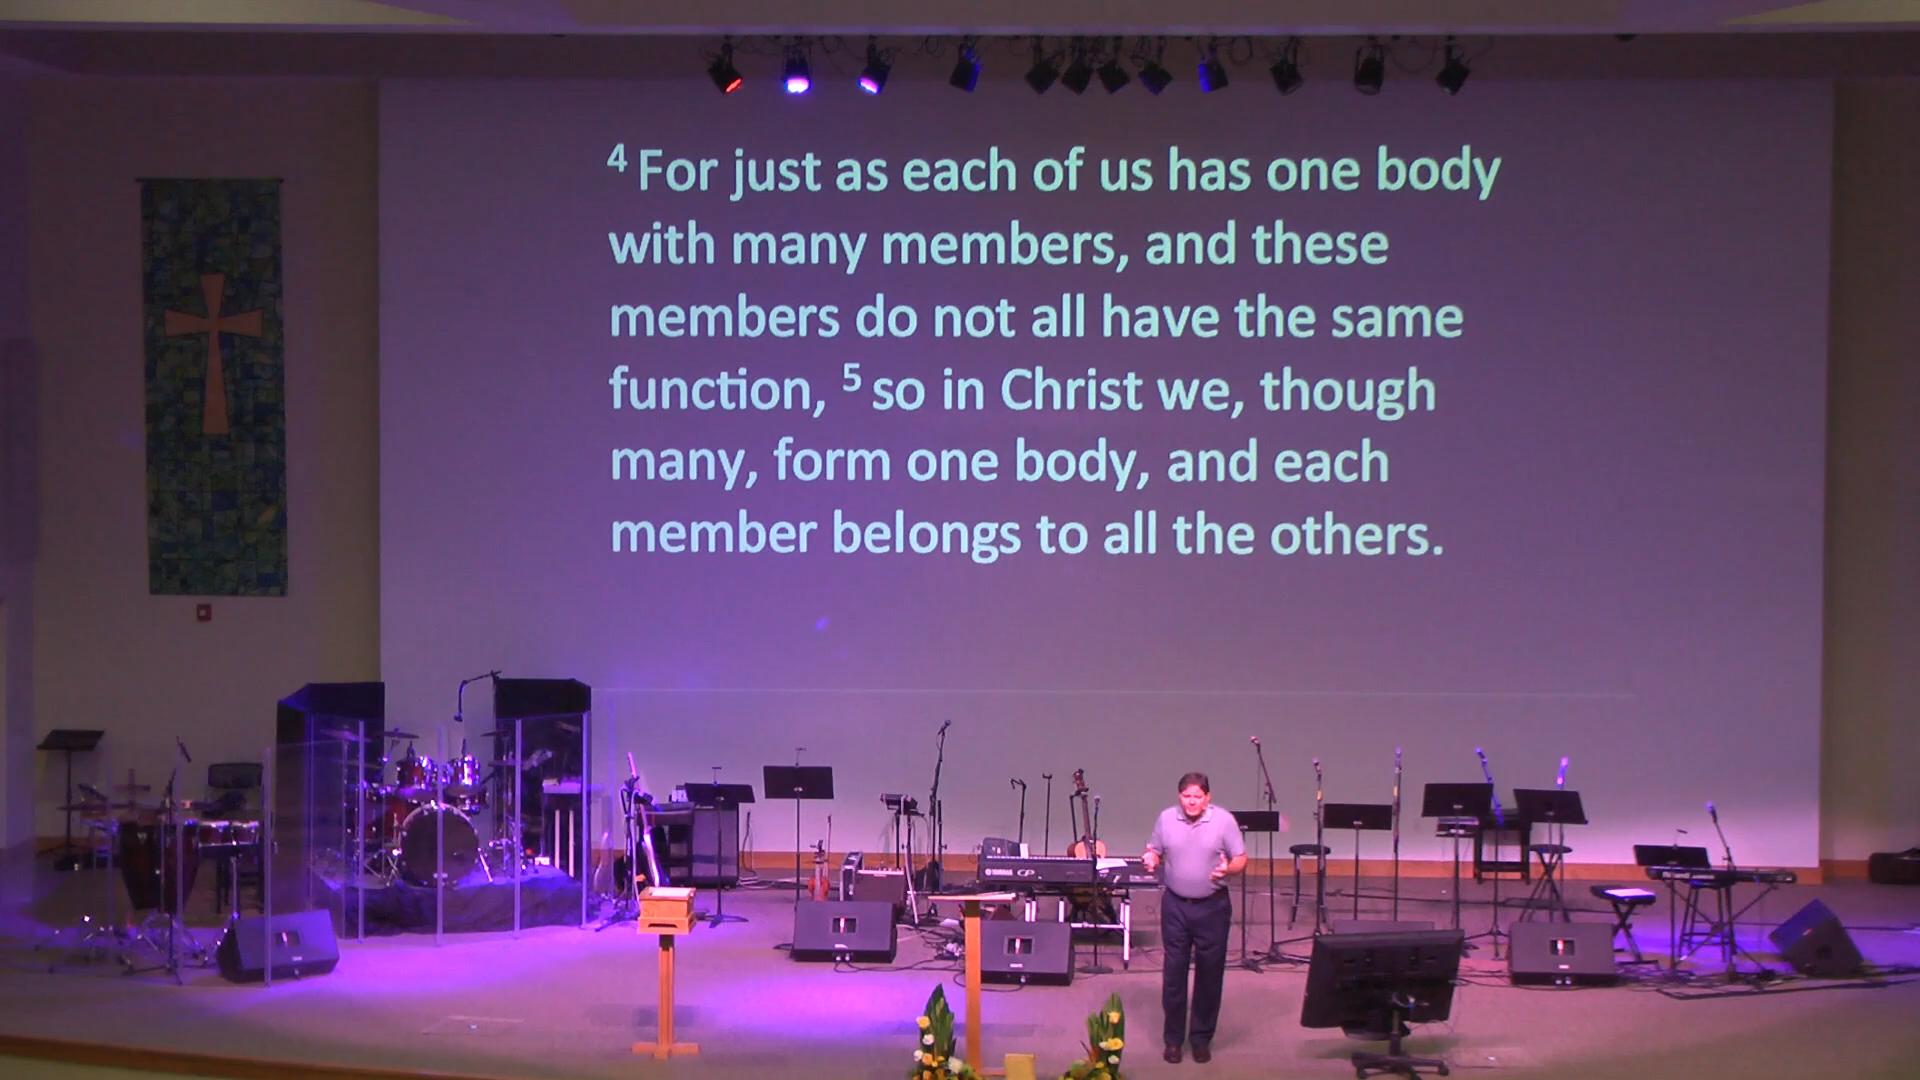 4 For just as each of us has one body
with many members, and these
members do not all have the same
function, 5 so in Christ we, though
many, form one body, and each
member belongs to all the others.
YAMAHA CP